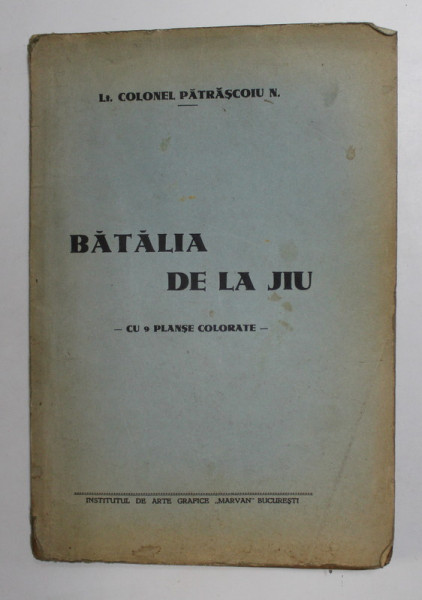 Lt. COLONEL PĂTRĂȘCOIU N.
BĂTĂLIA
DE LA JIU
– CU 9 PLANȘE COLORATE –
INSTITUTUL DE ARTE GRAFICE „MARVAN" BUCUREȘTI